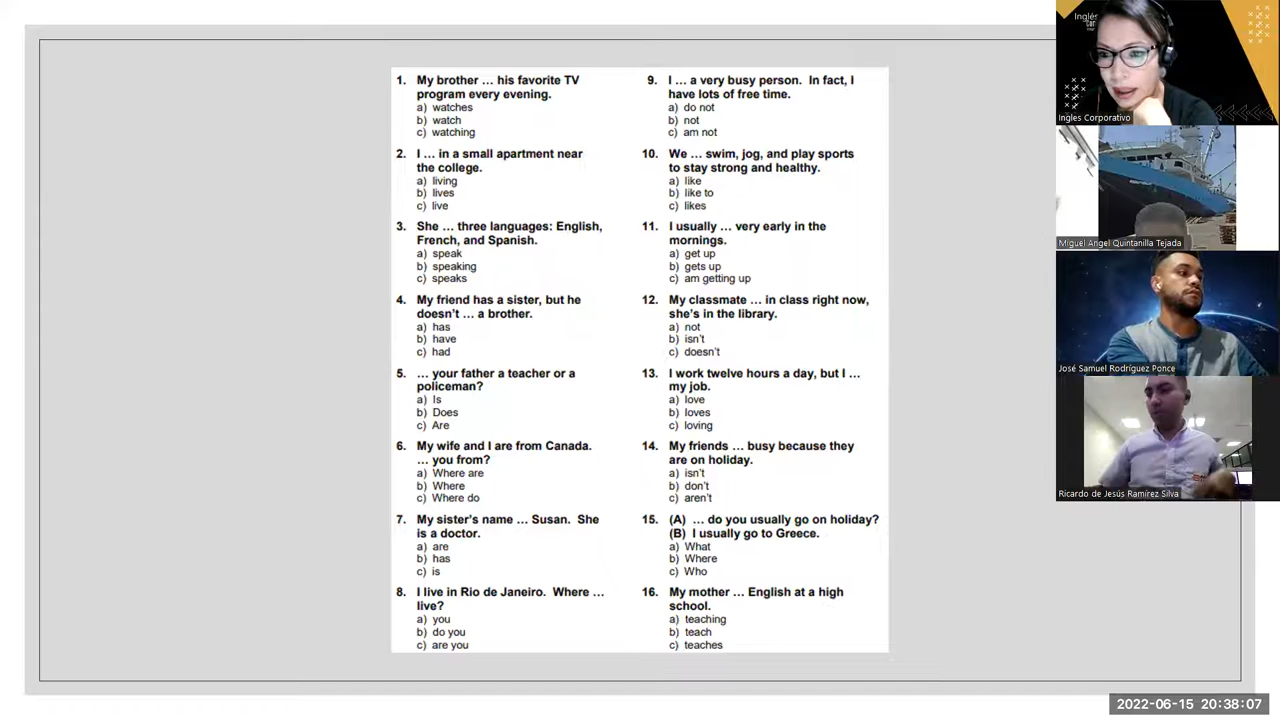 1. My brother … his favorite TV
program every evening.
a) watches
b) watch
c) watching
2. I … in a small apartment near
the college.
a) living
b) lives
c) live
3. She … three languages: English,
French, and Spanish.
a) speak
b) speaking
c) speaks
4. My friend has a sister, but he
doesn't … a brother.
a) has
b) have
c) had
5. … your father a teacher or a
policeman?
a) Is
b) Does
c) Are
6. My wife and I are from Canada.
… you from?
a) Where are
b) Where
c) Where do
7. My sister's name … Susan. She
is a doctor.
a) are
b) has
c) is
8. I live in Rio de Janeiro. Where …
live?
a) you
b) do you
c) are you
9. I … a very busy person. In fact, I
have lots of free time.
a) do not
b) not
c) am not
10. We … swim, jog, and play sports
to stay strong and healthy.
a) like
b) like to
c) likes
11. I usually … very early in the
mornings.
a) get up
b) gets up
c) am getting up
12. My classmate … in class right now,
she's in the library.
a) not
b) isn't
c) doesn't
13. I work twelve hours a day, but I …
my job.
a) love
b) loves
c) loving
14. My friends … busy because they
are on holiday.
a) isn't
b) don't
c) aren't
15. (A) … do you usually go on holiday?
(B) I usually go to Greece.
a) What
b) Where
c) Who
16. My mother … English at a high
school.
a) teaching
b) teach
c) teaches
Inglés
Ingles Corporativo
Miguel Angel Quintanilla Tejada
José Samuel Rodríguez Ponce
Ricardo de Jesús Ramírez Silva
2022-06-15 20:38:07